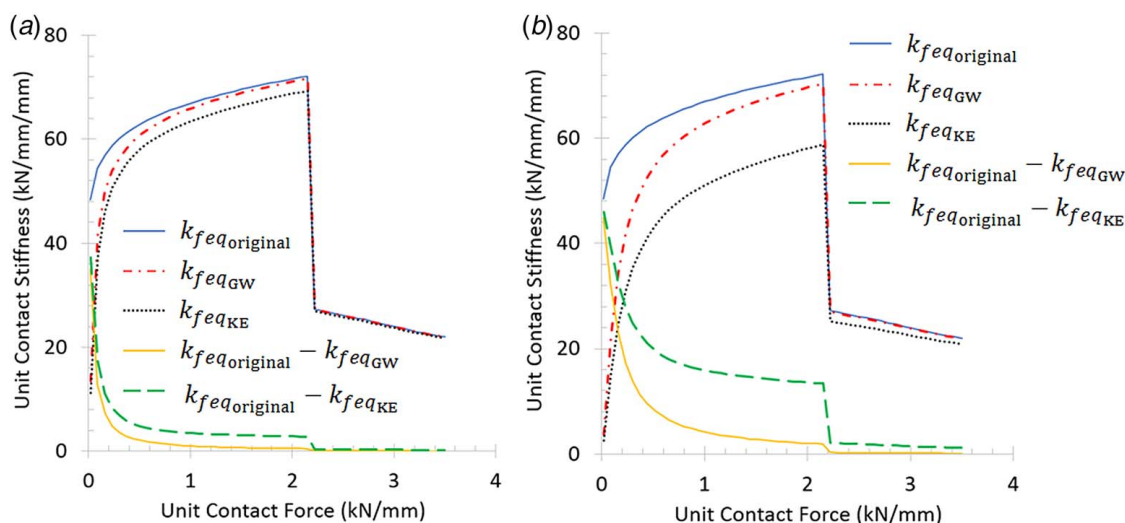 (a)
80
60
40
20
0
Unit Contact Stiffness (kN/mm/mm)
k_feq_original
k_feq_GW
k_feq_KE
k_feq_original − k_feq_GW
k_feq_original − k_feq_KE
0 1 2 3 4
Unit Contact Force (kN/mm)
(b)
80
60
40
20
0
Unit Contact Stiffness (kN/mm/mm)
k_feq_original
k_feq_GW
k_feq_KE
k_feq_original − k_feq_GW
k_feq_original − k_feq_KE
0 1 2 3 4
Unit Contact Force (kN/mm)